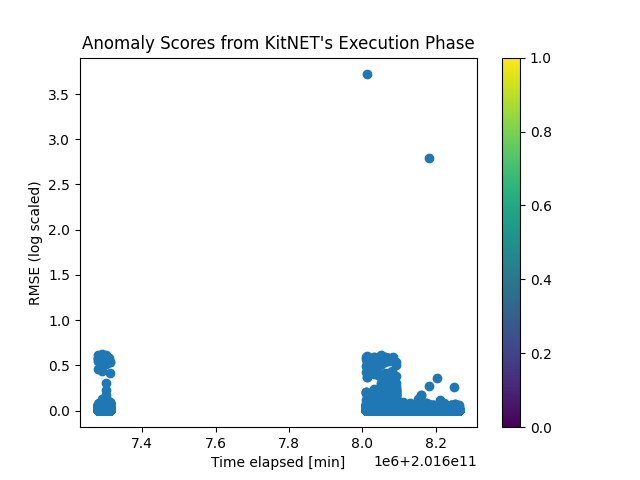 Anomaly Scores from KitNET's Execution Phase
3.5
3.0
2.5
2.0
1.5
1.0
0.5
0.0
RMSE (log scaled)
7.4 7.6 7.8 8.0 8.2
Time elapsed [min]
1e6+2.016e11
1.0
0.8
0.6
0.4
0.2
0.0